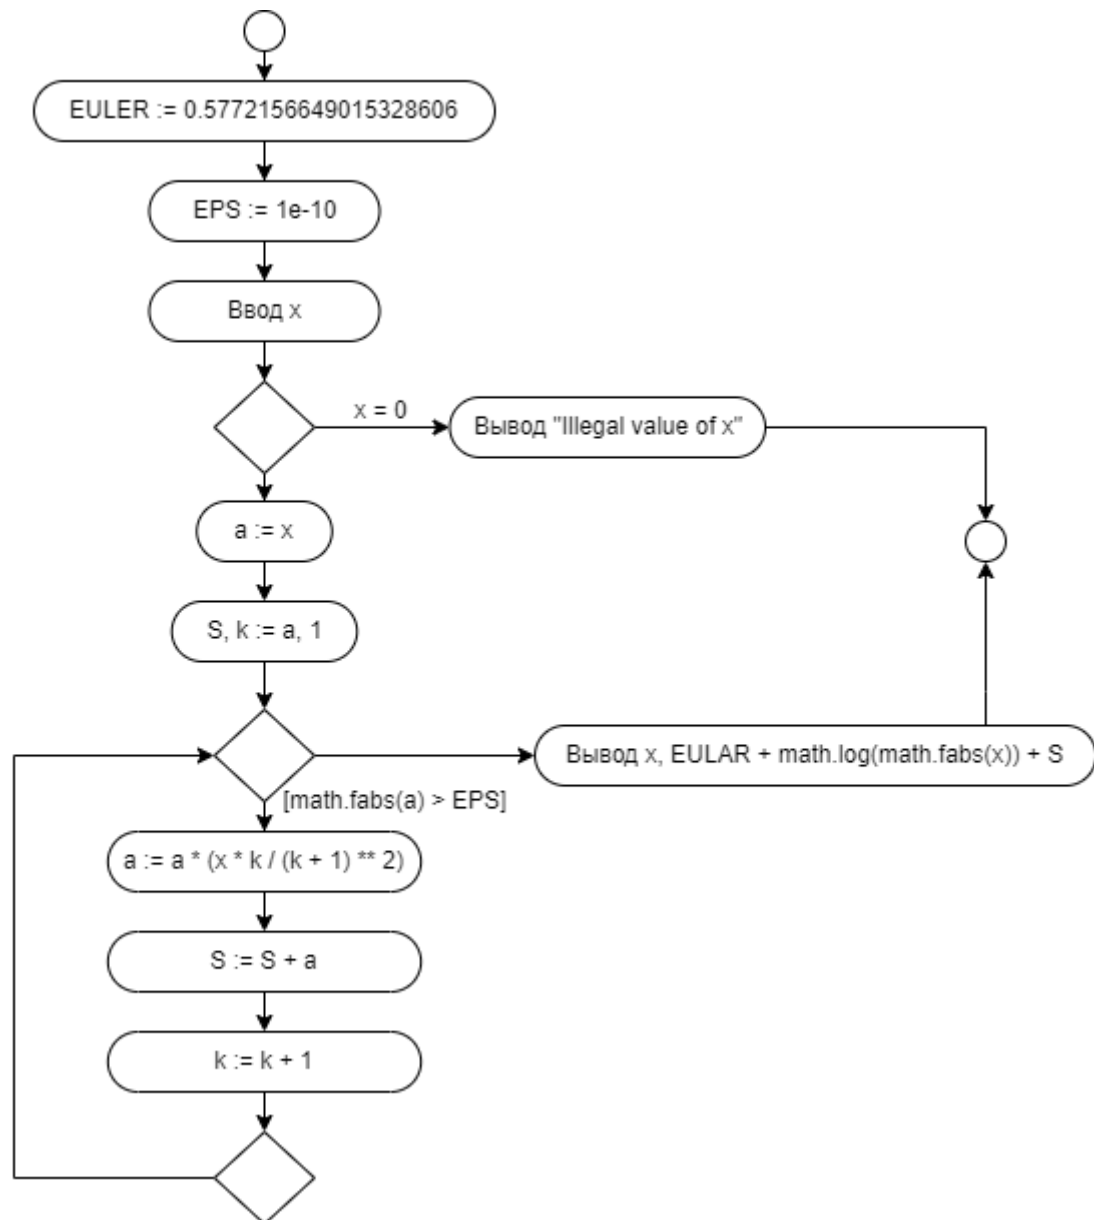 EULER := 0.5772156649015328606
EPS := 1e-10
Ввод x
x = 0
Вывод "Illegal value of x"
a := x
S, k := a, 1
Вывод x, EULAR + math.log(math.fabs(x)) + S
[math.fabs(a) > EPS]
a := a * (x * k / (k + 1) ** 2)
S := S + a
k := k + 1